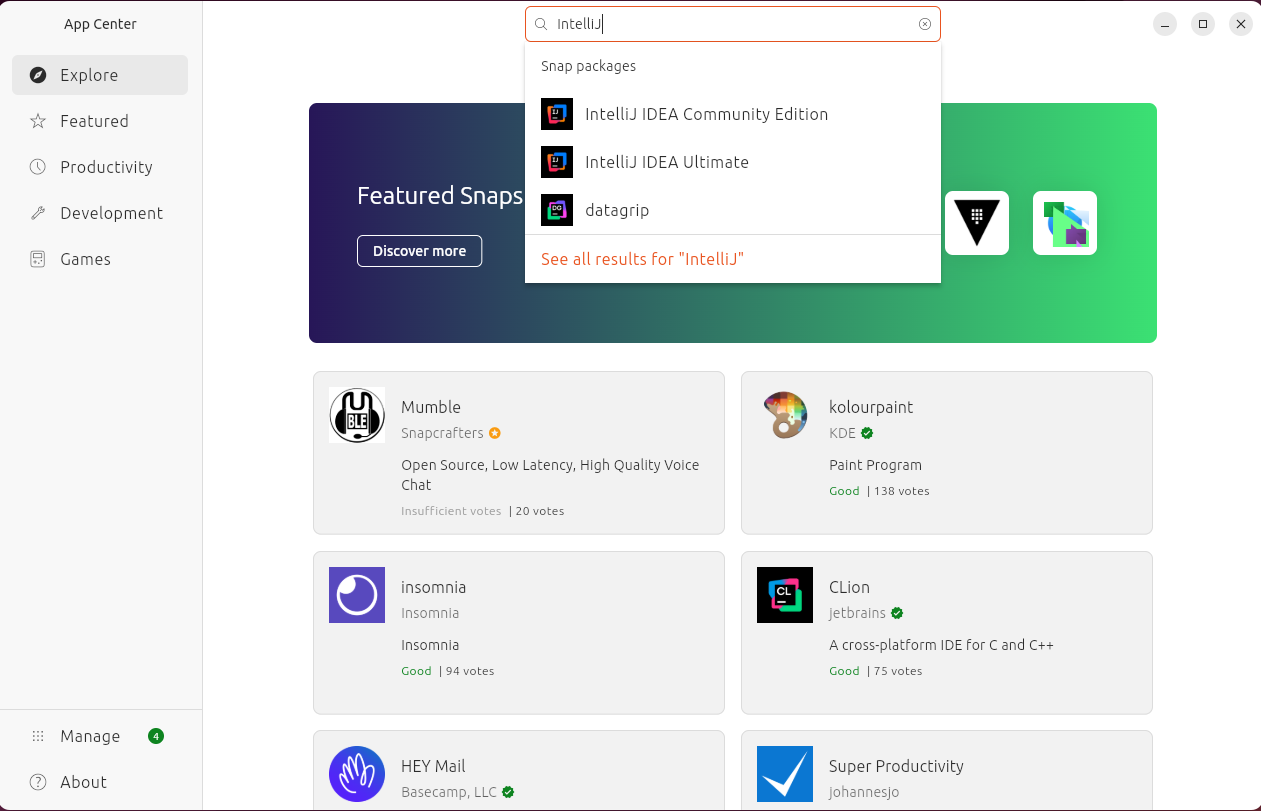 App Center
IntelliJ
Explore
Featured
Productivity
Development
Games
Manage 4
About
Snap packages
IntelliJ IDEA Community Edition
IntelliJ IDEA Ultimate
datagrip
See all results for "IntelliJ"
Featured Snaps
Discover more
Mumble
Snapcrafters
Open Source, Low Latency, High Quality Voice
Chat
Insufficient votes | 20 votes
kolourpaint
KDE
Paint Program
Good | 138 votes
insomnia
Insomnia
Insomnia
Good | 94 votes
CL
CLion
jetbrains
A cross-platform IDE for C and C++
Good | 75 votes
HEY Mail
Basecamp, LLC
Super Productivity
johannesjo